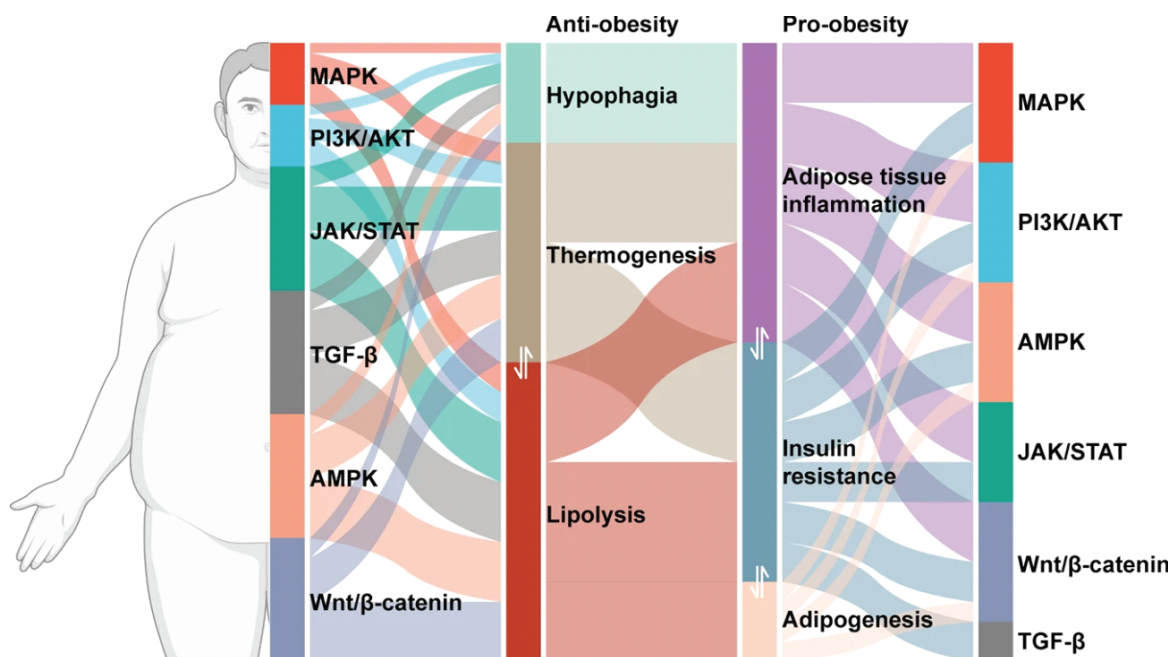 Anti-obesity
Pro-obesity
MAPK
PI3K/AKT
JAK/STAT
TGF-β
AMPK
Wnt/β-catenin
Hypophagia
Thermogenesis
Lipolysis
Adipose tissue
inflammation
Insulin
resistance
Adipogenesis
MAPK
PI3K/AKT
AMPK
JAK/STAT
Wnt/β-catenin
TGF-β